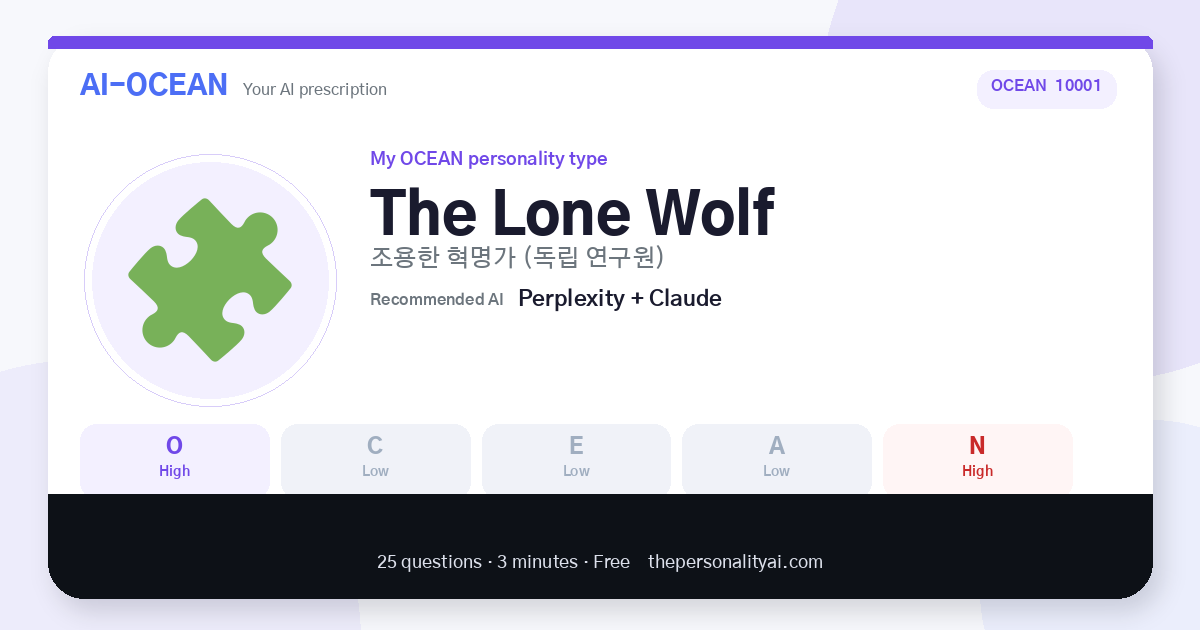 AI-OCEAN Your AI prescription OCEAN 10001
My OCEAN personality type
The Lone Wolf
조용한 혁명가 (독립 연구원)
Recommended AI Perplexity + Claude
O C E A N
High Low Low Low High
25 questions · 3 minutes · Free thepersonalityai.com